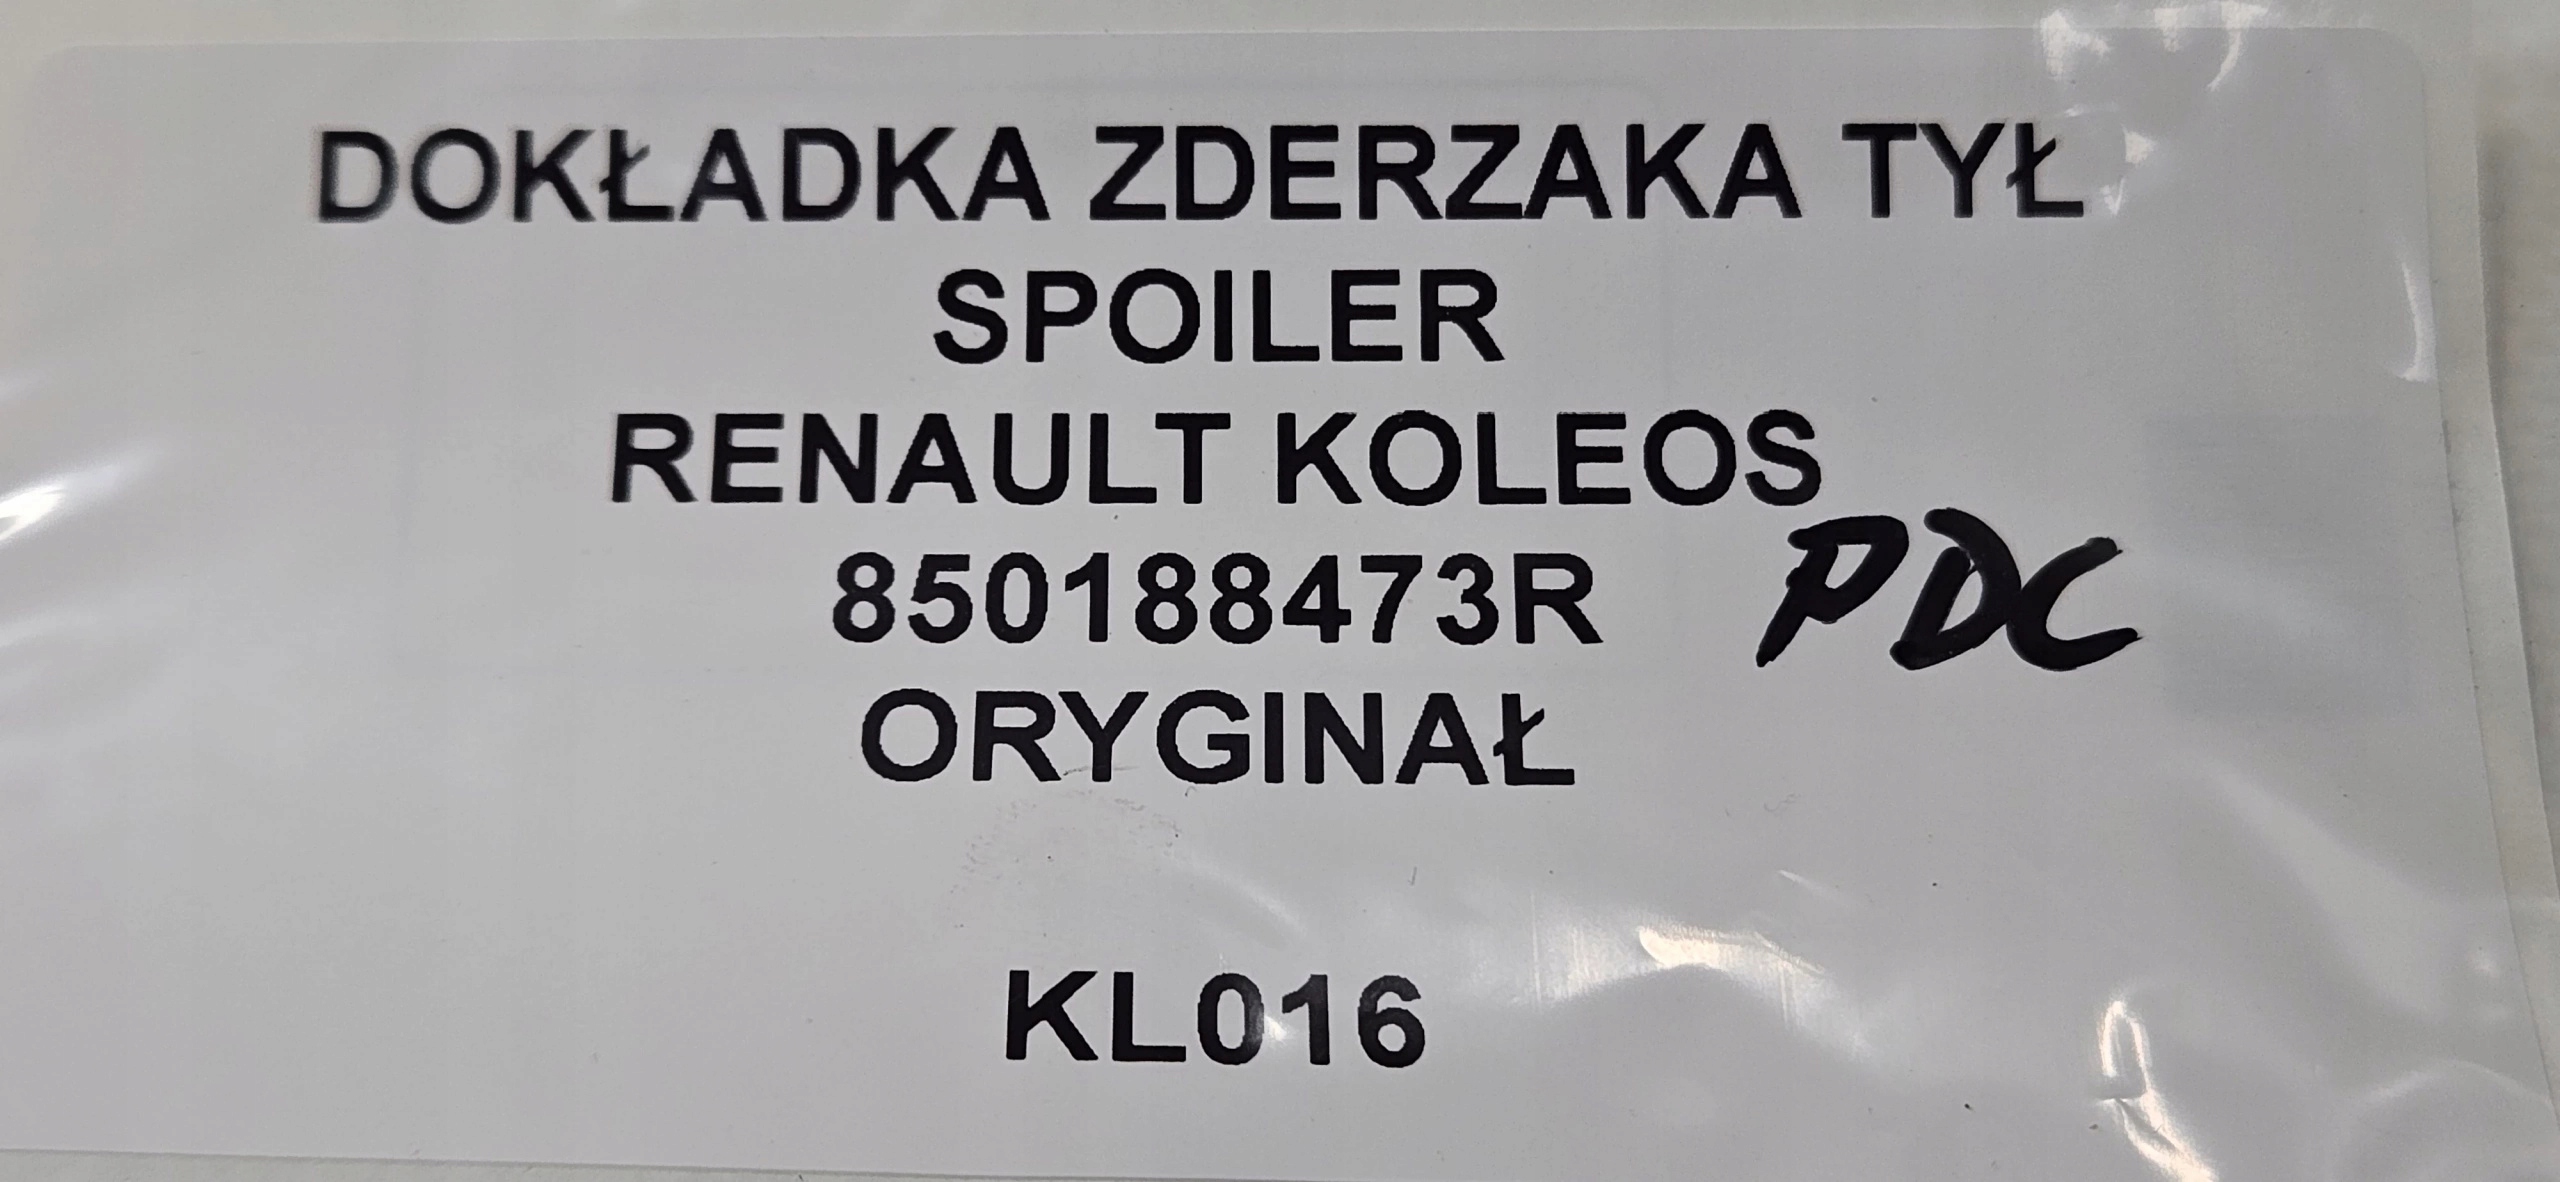 DOKŁADKA ZDERZAKA TYŁ
SPOILER
RENAULT KOLEOS
850188473R PDC
ORYGINAŁ
KL016